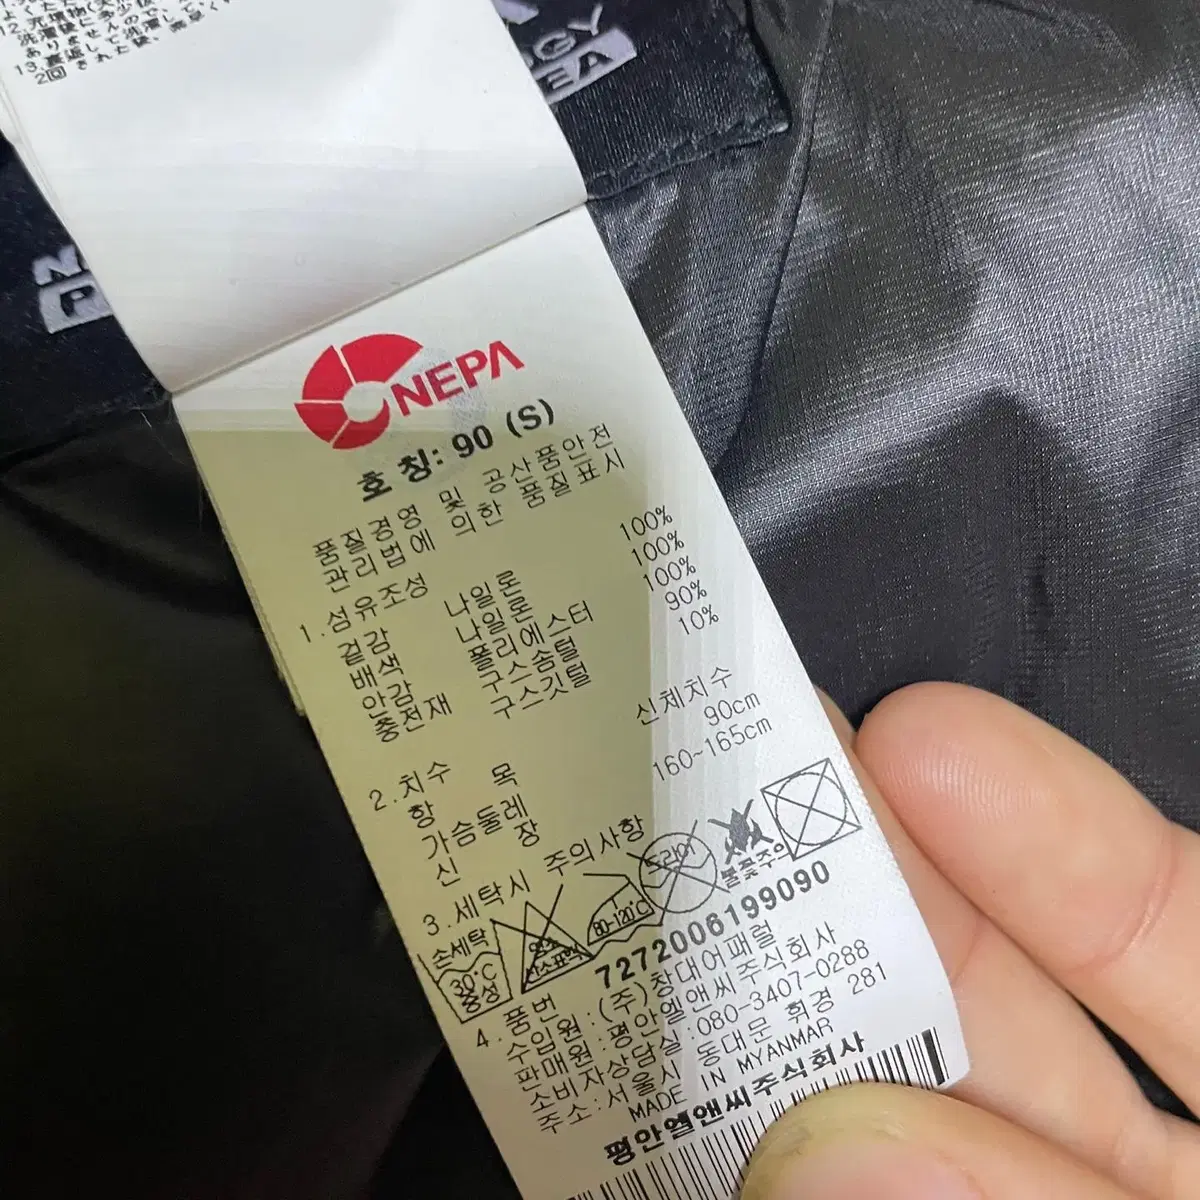 2回
NEPA
호 칭: 90 (S)
품질경영 및 공산품안전
관리법에 의한 품질표시
1.섬유조성
겉감 나일론 100%
배색 나일론 100%
안감 폴리에스터 100%
충전재 구스솜털 90%
구스깃털 10%
2.치수
항 목 신체치수
가슴둘레 90cm
신 장 160~165cm
3.세탁시 주의사항
손세탁
30°C
중성
80-120°C
드라이
불꽃주의
4.품번: 7272006199090
수입원:(주)창대어패럴
판매원:평안엘앤씨주식회사
소비자상담실:080-3407-0288
주소:서울시 동대문 휘경 281
MADE IN MYANMAR
평안엘앤씨주식회사